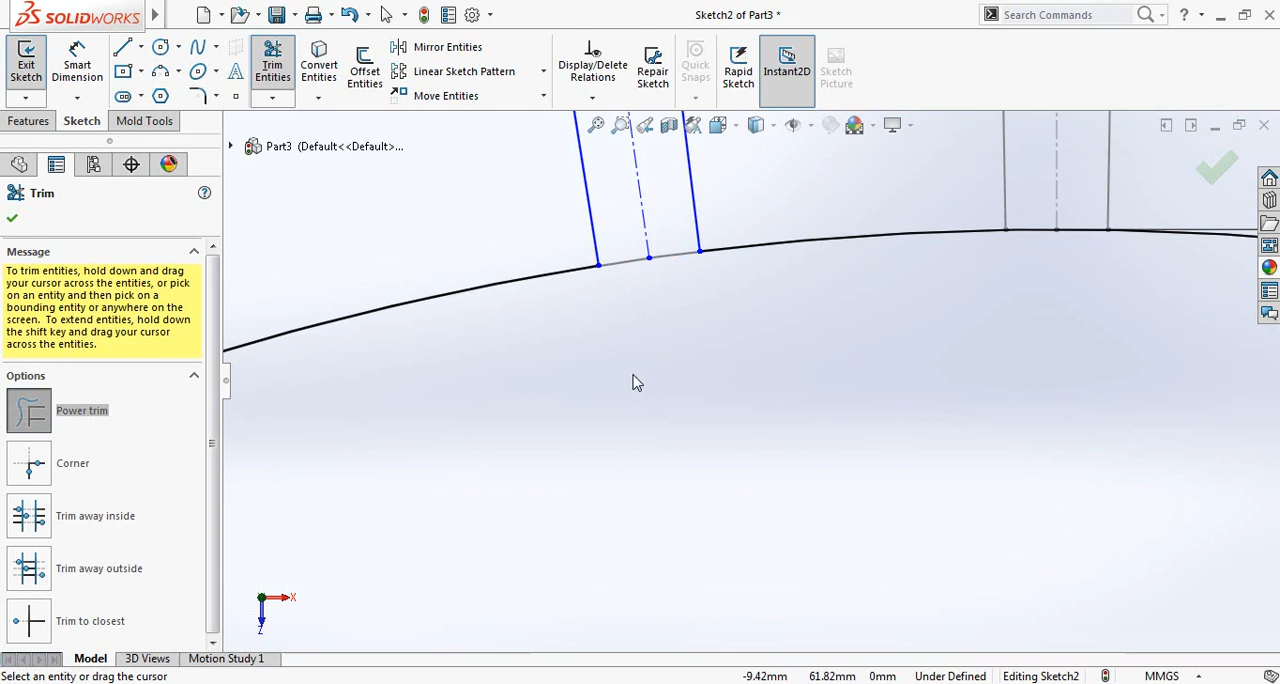 SOLIDWORKS
Sketch2 of Part3 *
Search Commands
?
Exit Sketch
Smart Dimension
Trim Entities
Convert Entities
Offset Entities
Mirror Entities
Linear Sketch Pattern
Move Entities
Display/Delete Relations
Repair Sketch
Quick Snaps
Rapid Sketch
Instant2D
Sketch Picture
Features
Sketch
Mold Tools
Part3 (Default<<Default>...
Trim
?
Message
To trim entities, hold down and drag
your cursor across the entities, or pick
on an entity and then pick on a
bounding entity or anywhere on the
screen. To extend entities, hold down
the shift key and drag your cursor
across the entities.
Options
Power trim
Corner
Trim away inside
Trim away outside
Trim to closest
X
Z
Model
3D Views
Motion Study 1
Select an entity or drag the cursor
-9.42mm
61.82mm
0mm
Under Defined
Editing Sketch2
MMGS